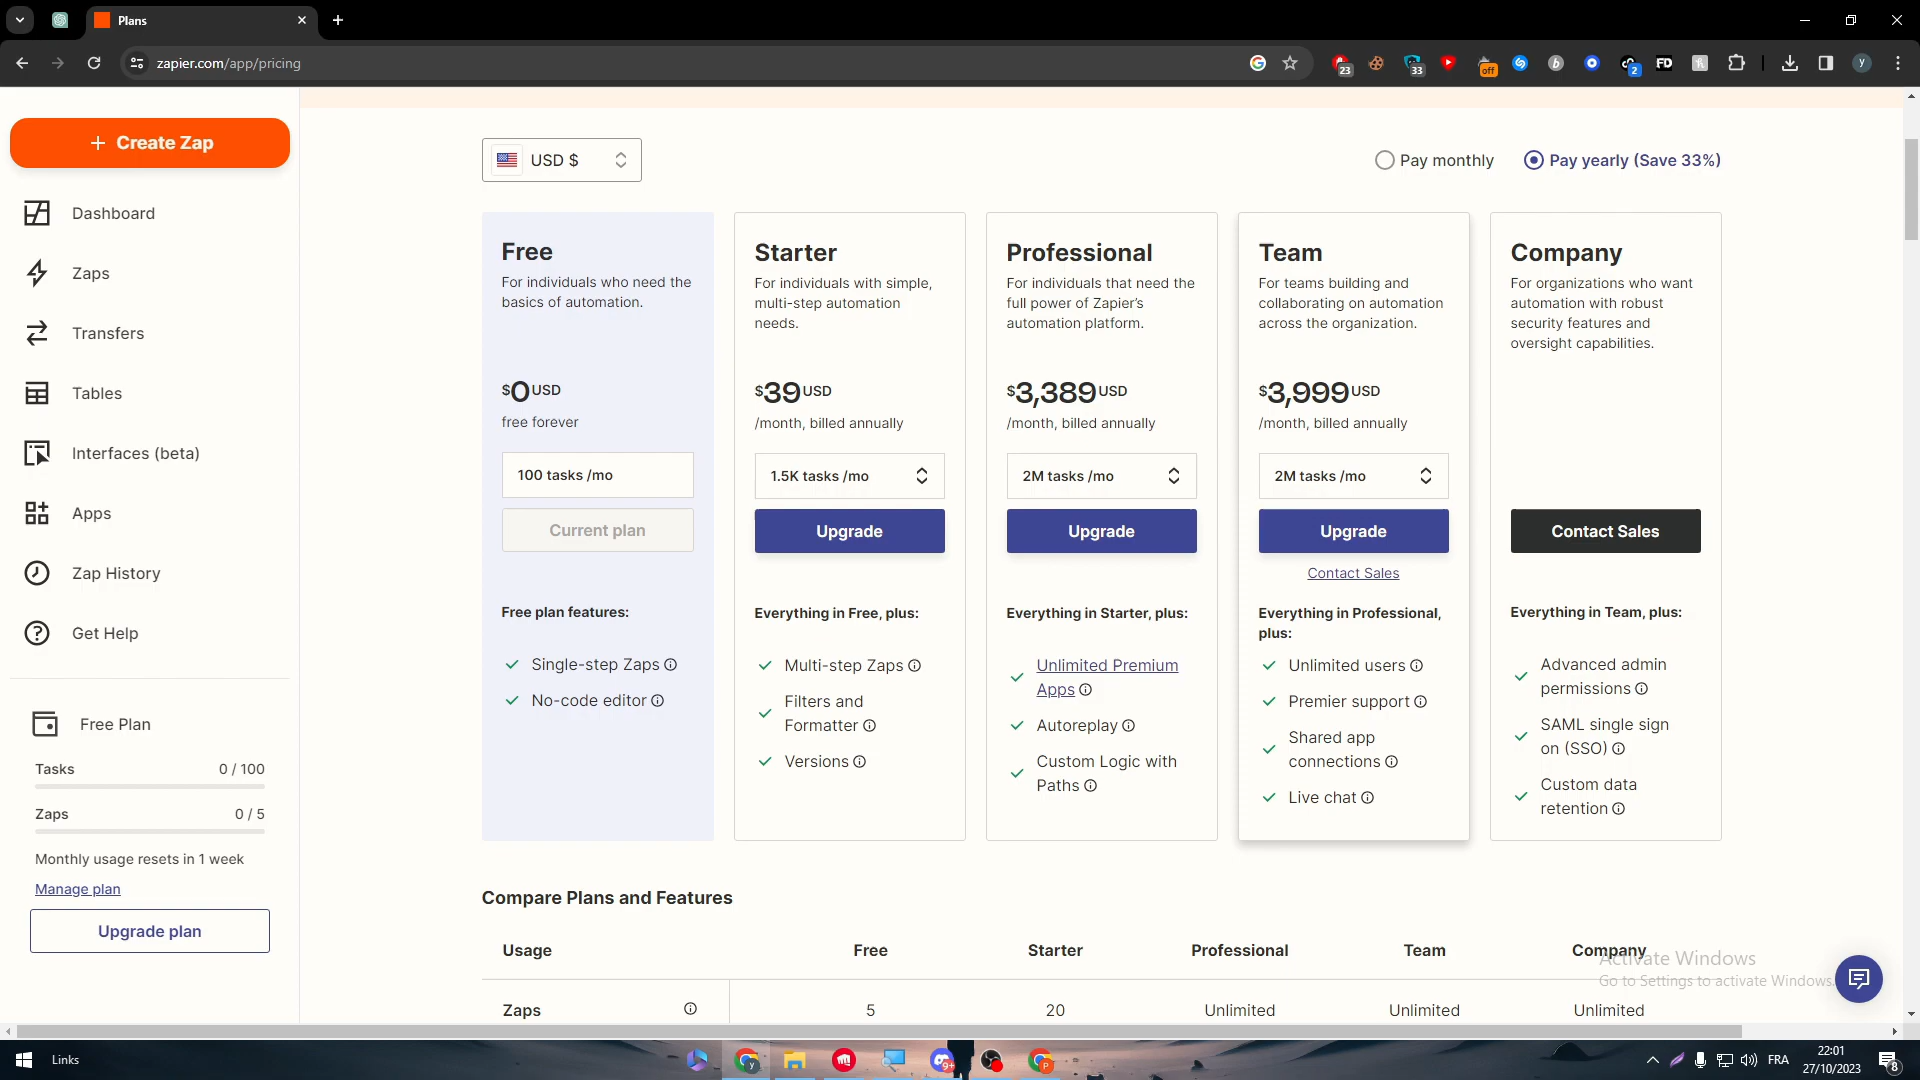 Plans
zapier.com/app/pricing
23
33
off
2
FD
y
Create Zap
Dashboard
Zaps
Transfers
Tables
Interfaces (beta)
Apps
Zap History
Get Help
Free Plan
Tasks 0 / 100
Zaps 0 / 5
Monthly usage resets in 1 week
Manage plan
Upgrade plan
USD $
Pay monthly
Pay yearly (Save 33%)
Free
For individuals who need the
basics of automation.
$0USD
free forever
100 tasks /mo
Current plan
Free plan features:
Single-step Zaps
No-code editor
Starter
For individuals with simple,
multi-step automation
needs.
$39USD
/month, billed annually
1.5K tasks /mo
Upgrade
Everything in Free, plus:
Multi-step Zaps
Filters and
Formatter
Versions
Professional
For individuals that need the
full power of Zapier's
automation platform.
$3,389USD
/month, billed annually
2M tasks /mo
Upgrade
Everything in Starter, plus:
Unlimited Premium
Apps
Autoreplay
Custom Logic with
Paths
Team
For teams building and
collaborating on automation
across the organization.
$3,999USD
/month, billed annually
2M tasks /mo
Upgrade
Contact Sales
Everything in Professional,
plus:
Unlimited users
Premier support
Shared app
connections
Live chat
Company
For organizations who want
automation with robust
security features and
oversight capabilities.
Contact Sales
Everything in Team, plus:
Advanced admin
permissions
SAML single sign
on (SSO)
Custom data
retention
Compare Plans and Features
Usage Free Starter Professional Team Company
Zaps 5 20 Unlimited Unlimited Unlimited
Activate Windows
Go to Settings to activate Windows.
Links
FRA
22:01
27/10/2023
8